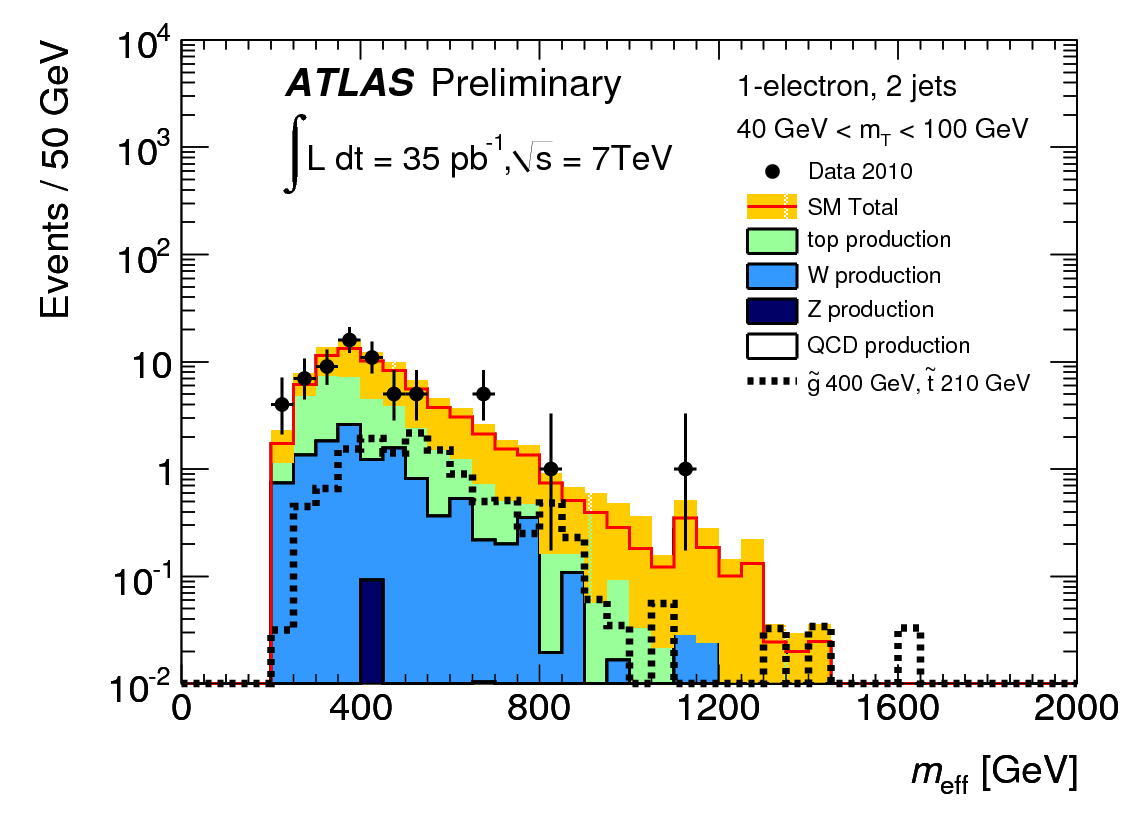 10⁴
10³
10²
10
1
10⁻¹
10⁻²
Events / 50 GeV
ATLAS Preliminary
∫L dt = 35 pb⁻¹,√s = 7TeV
1-electron, 2 jets
40 GeV < m_T < 100 GeV
Data 2010
SM Total
top production
W production
Z production
QCD production
g̃ 400 GeV, t̃ 210 GeV
0 400 800 1200 1600 2000
m_eff [GeV]